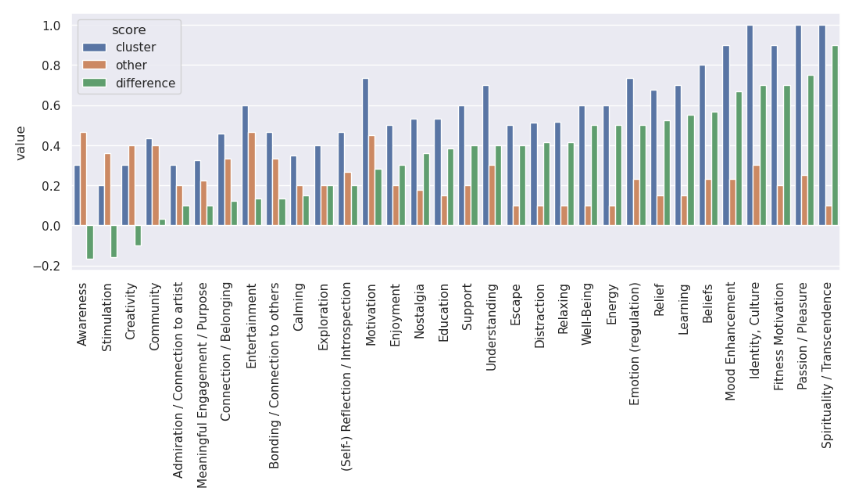 score
cluster
other
difference
value
1.0
0.8
0.6
0.4
0.2
0.0
−0.2
Awareness
Stimulation
Creativity
Community
Admiration / Connection to artist
Meaningful Engagement / Purpose
Connection / Belonging
Entertainment
Bonding / Connection to others
Calming
Exploration
(Self-) Reflection / Introspection
Motivation
Enjoyment
Nostalgia
Education
Support
Understanding
Escape
Distraction
Relaxing
Well-Being
Energy
Emotion (regulation)
Relief
Learning
Beliefs
Mood Enhancement
Identity, Culture
Fitness Motivation
Passion / Pleasure
Spirituality / Transcendence